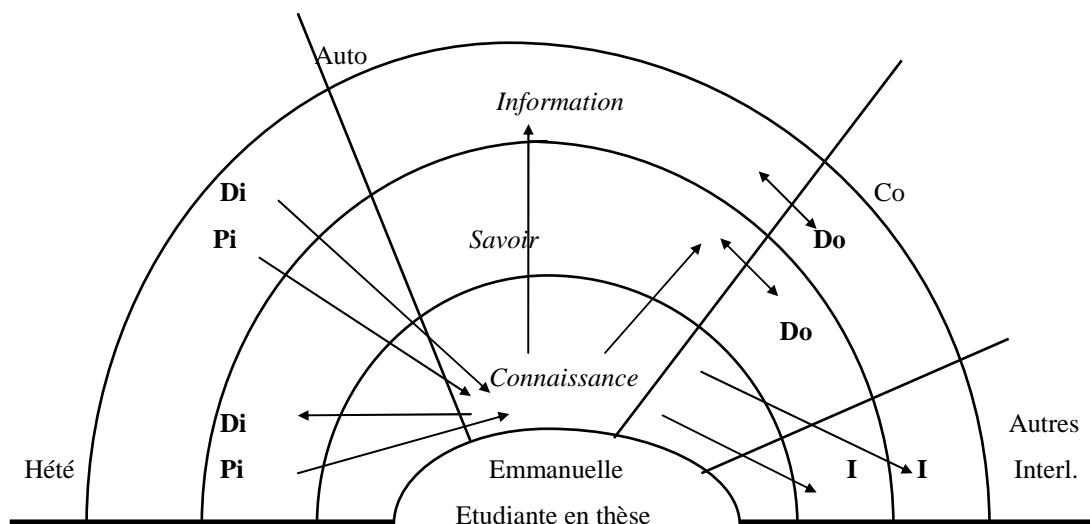 Auto
Information
Di
Co
Pi
Savoir
Do
Do
Connaissance
Di
Autres
Hété
Pi
Emmanuelle
I
I
Interl.
Etudiante en thèse